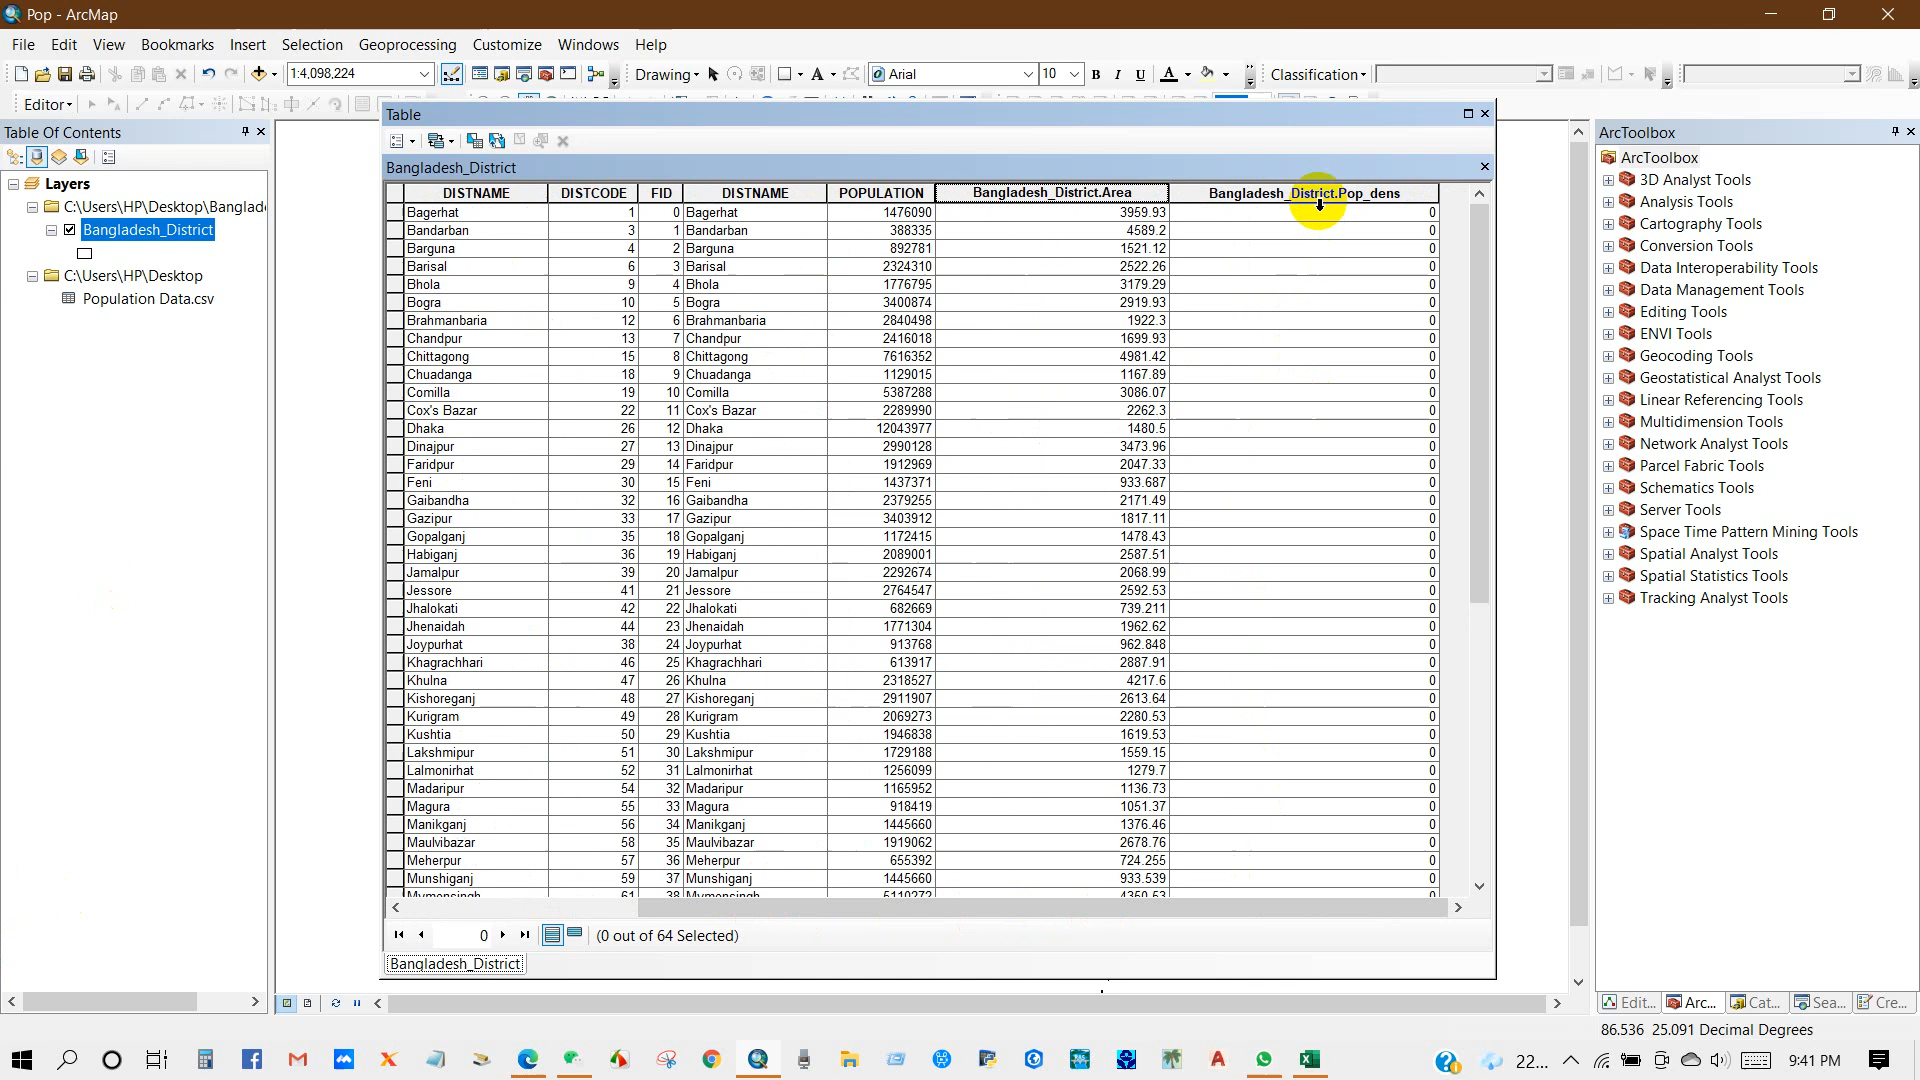 Pop - ArcMap
File Edit View Bookmarks Insert Selection Geoprocessing Customize Windows Help
1:4,098,224 Drawing Arial 10 B I U A Classification
Editor
Table Of Contents
Layers
C:\Users\HP\Desktop\Banglade
Bangladesh_District
C:\Users\HP\Desktop
Population Data.csv
Table
Bangladesh_District
DISTNAME DISTCODE FID DISTNAME POPULATION Bangladesh_District.Area Bangladesh_District.Pop_dens
Bagerhat 1 0 Bagerhat 1476090 3959.93 0
Bandarban 3 1 Bandarban 388335 4589.2 0
Barguna 4 2 Barguna 892781 1521.12 0
Barisal 6 3 Barisal 2324310 2522.26 0
Bhola 9 4 Bhola 1776795 3179.29 0
Bogra 10 5 Bogra 3400874 2919.93 0
Brahmanbaria 12 6 Brahmanbaria 2840498 1922.3 0
Chandpur 13 7 Chandpur 2416018 1699.93 0
Chittagong 15 8 Chittagong 7616352 4981.42 0
Chuadanga 18 9 Chuadanga 1129015 1167.89 0
Comilla 19 10 Comilla 5387288 3086.07 0
Cox's Bazar 22 11 Cox's Bazar 2289990 2262.3 0
Dhaka 26 12 Dhaka 12043977 1480.5 0
Dinajpur 27 13 Dinajpur 2990128 3473.96 0
Faridpur 29 14 Faridpur 1912969 2047.33 0
Feni 30 15 Feni 1437371 933.687 0
Gaibandha 32 16 Gaibandha 2379255 2171.49 0
Gazipur 33 17 Gazipur 3403912 1817.11 0
Gopalganj 35 18 Gopalganj 1172415 1478.43 0
Habiganj 36 19 Habiganj 2089001 2587.51 0
Jamalpur 39 20 Jamalpur 2292674 2068.99 0
Jessore 41 21 Jessore 2764547 2592.53 0
Jhalokati 42 22 Jhalokati 682669 739.211 0
Jhenaidah 44 23 Jhenaidah 1771304 1962.62 0
Joypurhat 38 24 Joypurhat 913768 962.848 0
Khagrachhari 46 25 Khagrachhari 613917 2887.91 0
Khulna 47 26 Khulna 2318527 4217.6 0
Kishoreganj 48 27 Kishoreganj 2911907 2613.64 0
Kurigram 49 28 Kurigram 2069273 2280.53 0
Kushtia 50 29 Kushtia 1946838 1619.53 0
Lakshmipur 51 30 Lakshmipur 1729188 1559.15 0
Lalmonirhat 52 31 Lalmonirhat 1256099 1279.7 0
Madaripur 54 32 Madaripur 1165952 1136.73 0
Magura 55 33 Magura 918419 1051.37 0
Manikganj 56 34 Manikganj 1445660 1376.46 0
Maulvibazar 58 35 Maulvibazar 1919062 2678.76 0
Meherpur 57 36 Meherpur 655392 724.255 0
Munshiganj 59 37 Munshiganj 1445660 933.539 0
Mymensingh 61 38 Mymensingh 5110272 4350.53 0
0 (0 out of 64 Selected)
Bangladesh_District
ArcToolbox
ArcToolbox
3D Analyst Tools
Analysis Tools
Cartography Tools
Conversion Tools
Data Interoperability Tools
Data Management Tools
Editing Tools
ENVI Tools
Geocoding Tools
Geostatistical Analyst Tools
Linear Referencing Tools
Multidimension Tools
Network Analyst Tools
Parcel Fabric Tools
Schematics Tools
Server Tools
Space Time Pattern Mining Tools
Spatial Analyst Tools
Spatial Statistics Tools
Tracking Analyst Tools
Edit... Arc... Cat... Sea... Cre...
86.536 25.091 Decimal Degrees
22... 9:41 PM